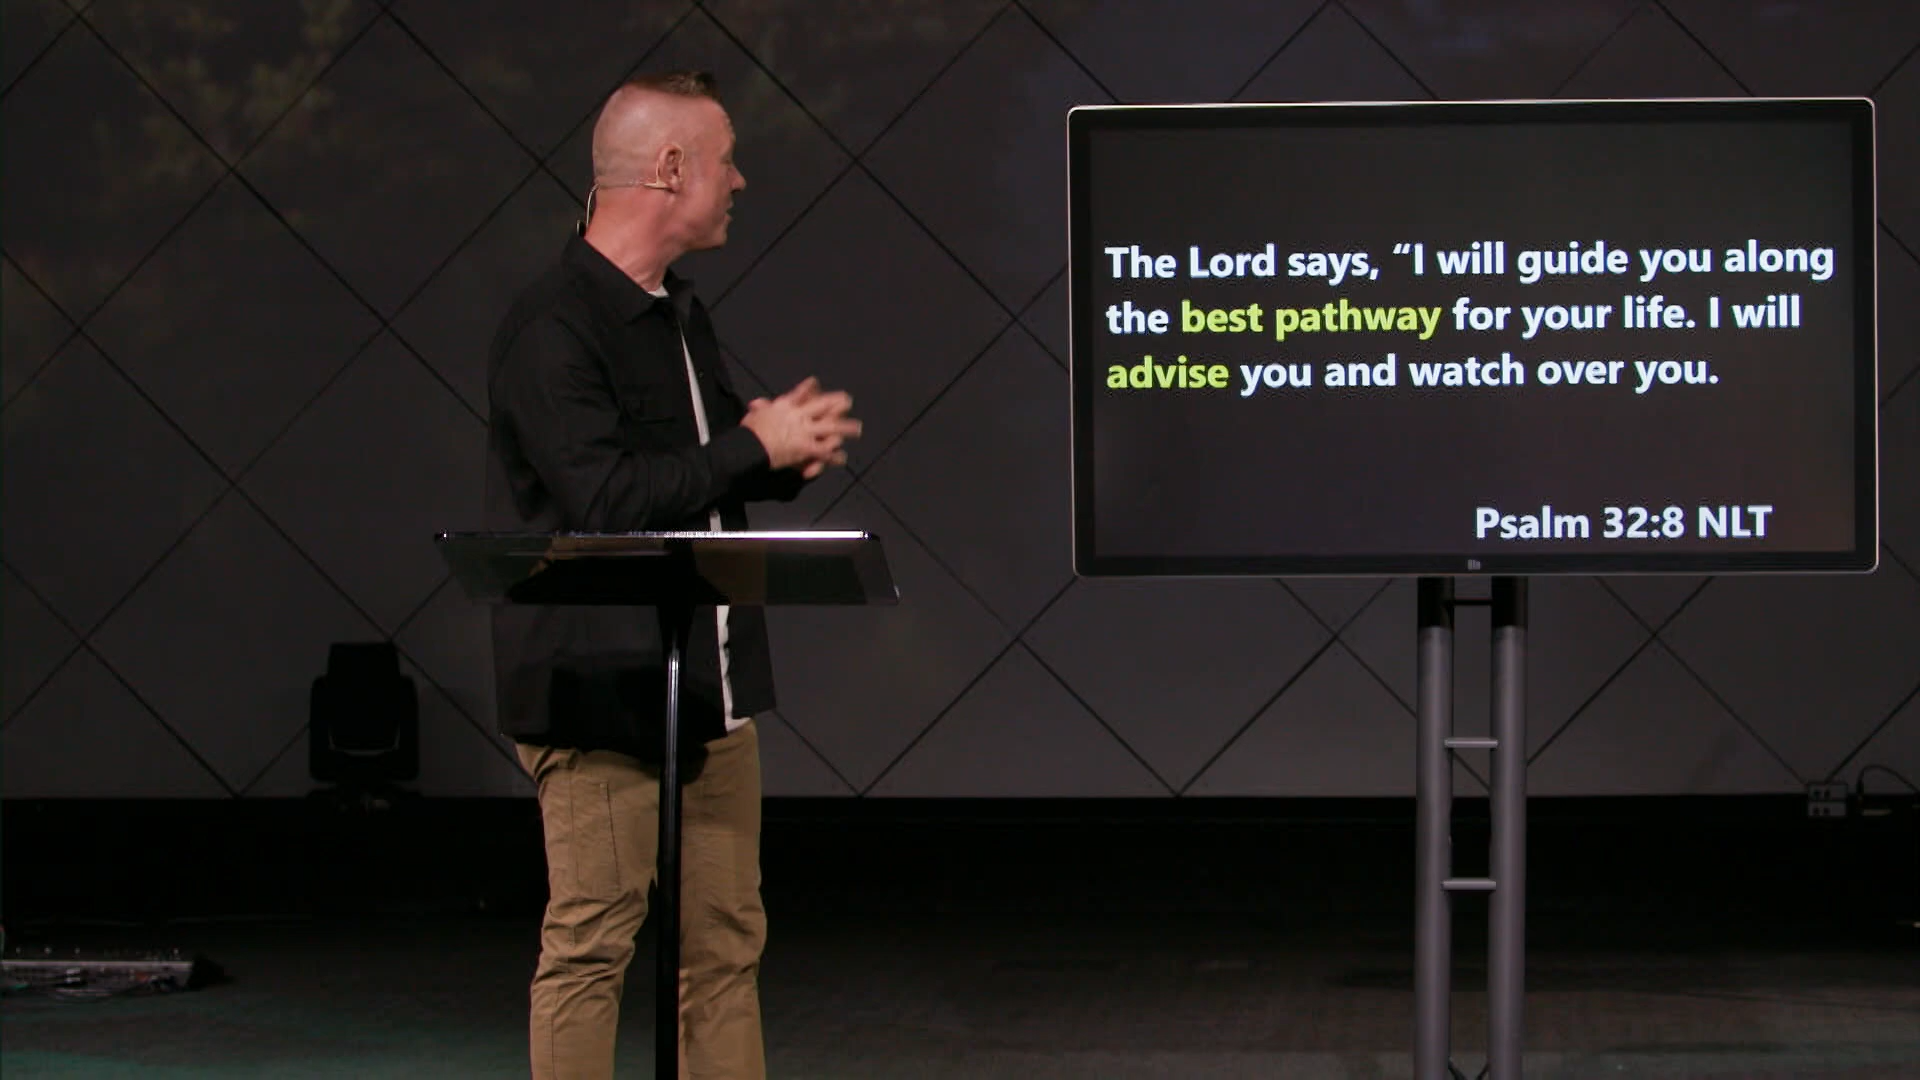 The Lord says, “I will guide you along
the best pathway for your life. I will
advise you and watch over you.
Psalm 32:8 NLT